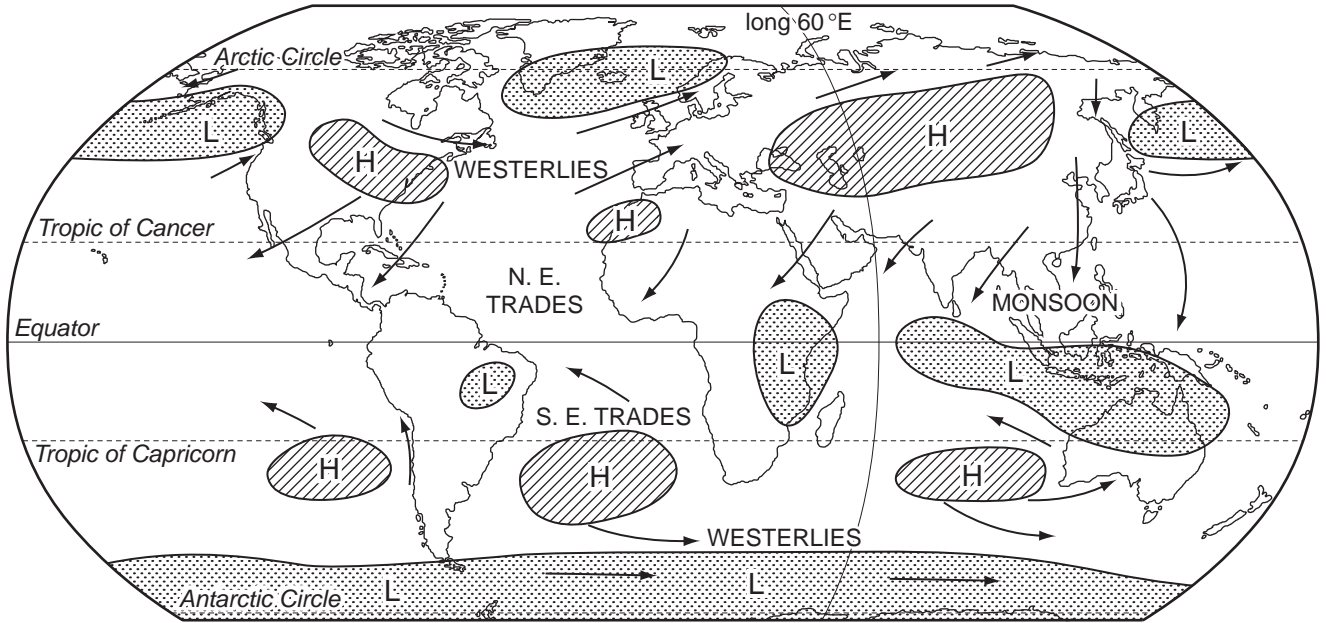 long 60 °E
Arctic Circle
L
L
L
H
H
WESTERLIES
H
Tropic of Cancer
N. E.
TRADES
MONSOON
Equator
L
L
L
S. E. TRADES
Tropic of Capricorn
H
H
H
WESTERLIES
L
L
Antarctic Circle